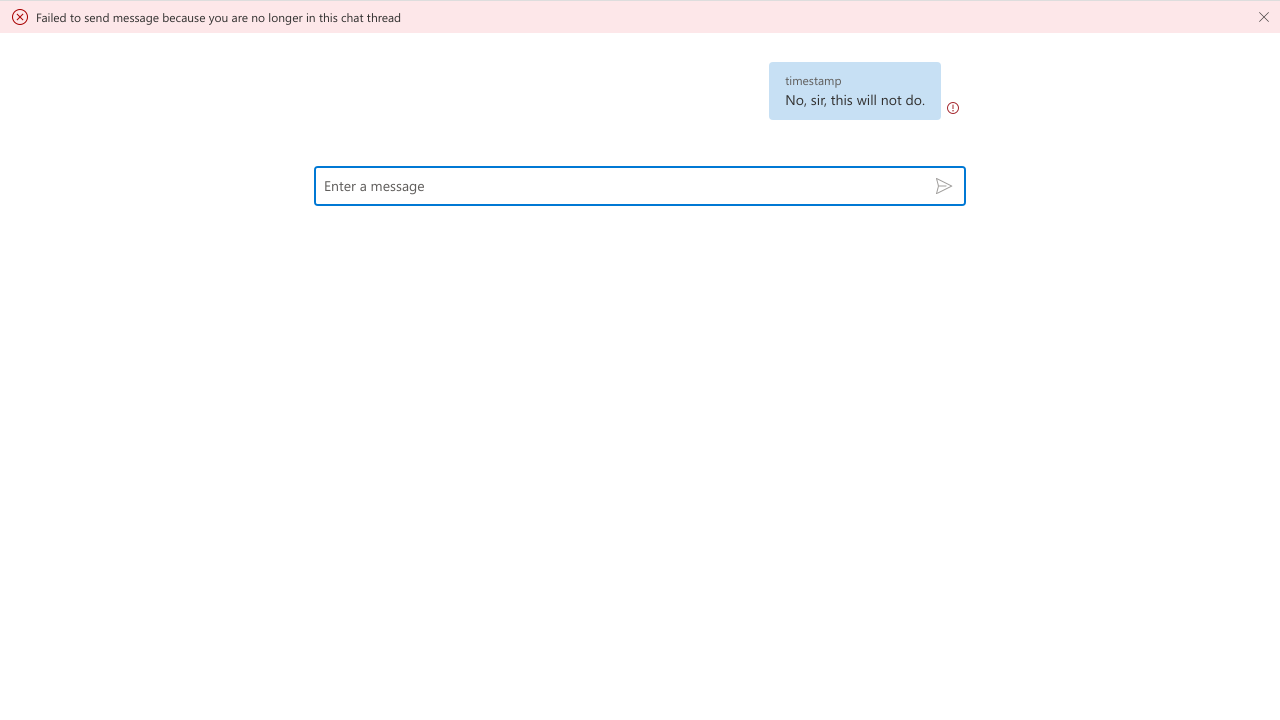 Failed to send message because you are no longer in this chat thread
timestamp
No, sir, this will not do.
Enter a message